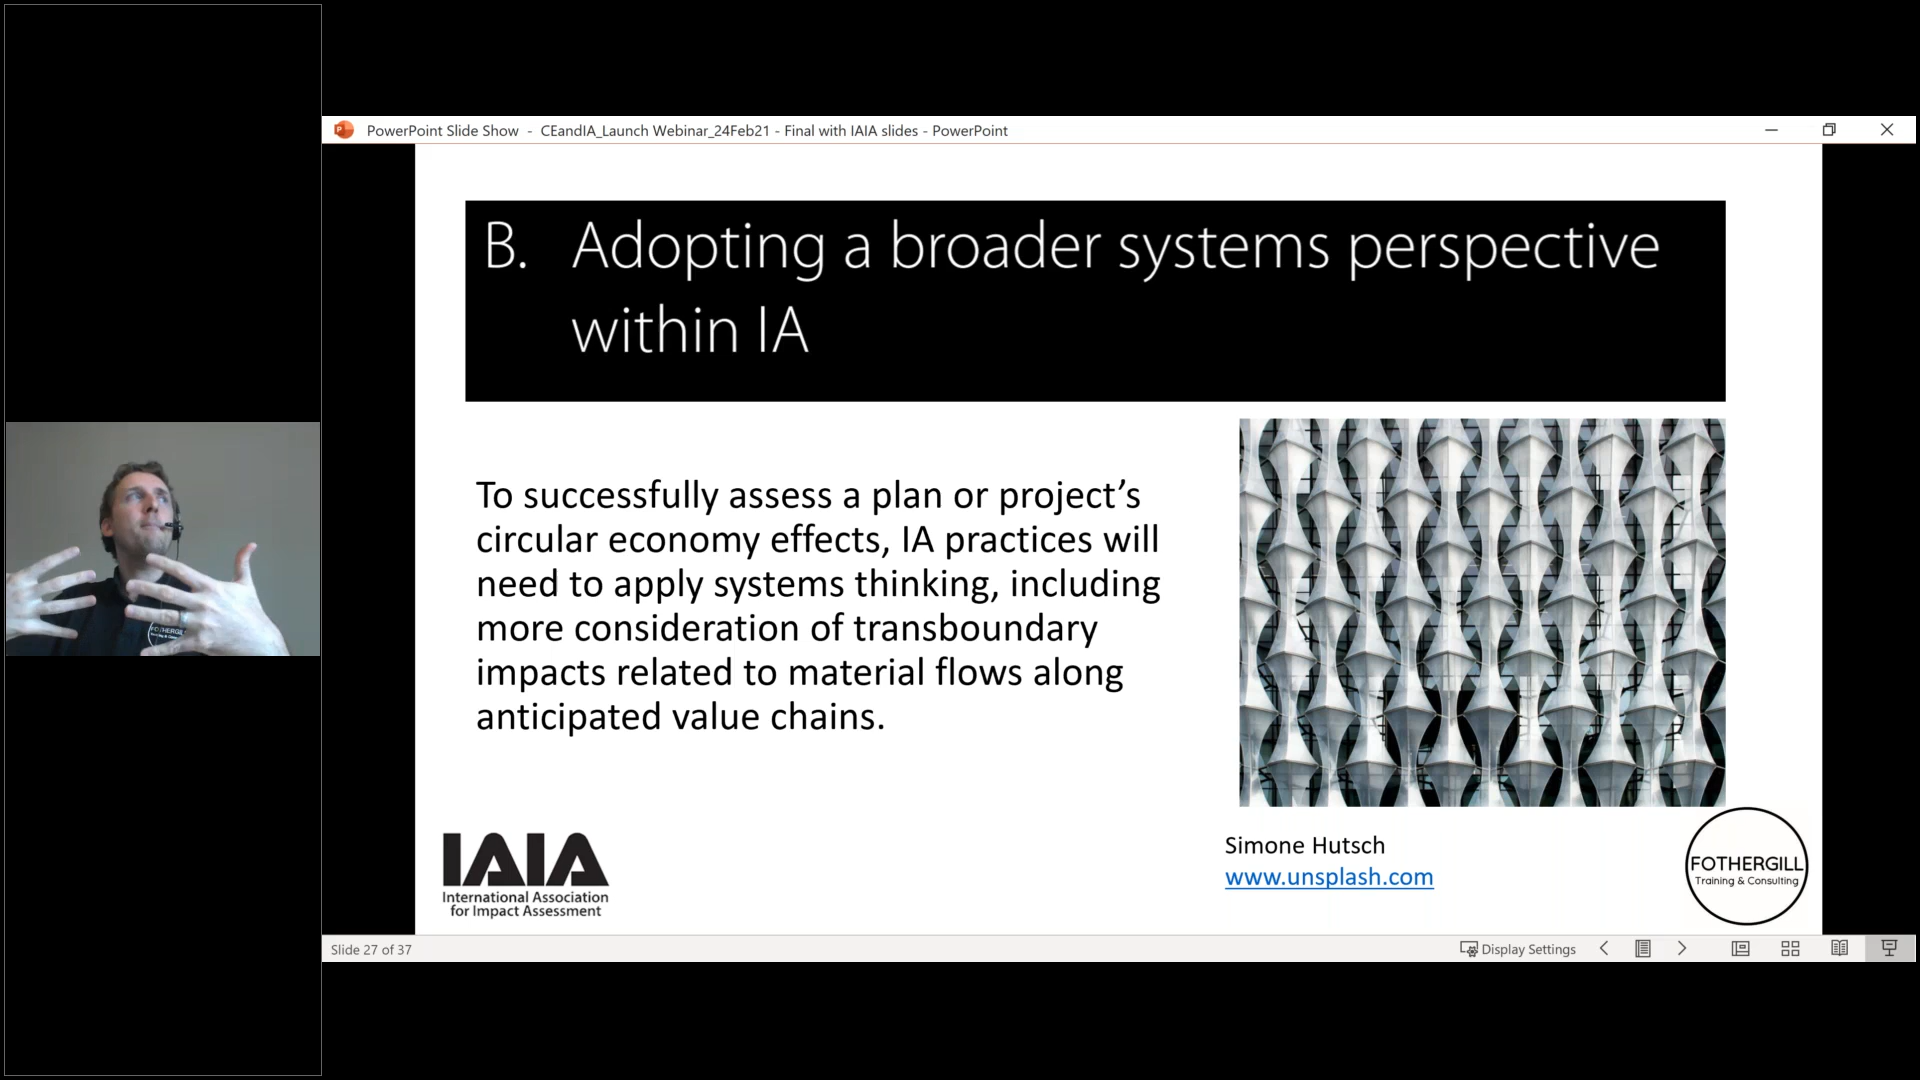 PowerPoint Slide Show - CEandIA_Launch Webinar_24Feb21 - Final with IAIA slides - PowerPoint
B. Adopting a broader systems perspective
within IA
To successfully assess a plan or project’s
circular economy effects, IA practices will
need to apply systems thinking, including
more consideration of transboundary
impacts related to material flows along
anticipated value chains.
IAIA
International Association
for Impact Assessment
Simone Hutsch
www.unsplash.com
FOTHERGILL
Training & Consulting
Slide 27 of 37
Display Settings
FOTHERGILL